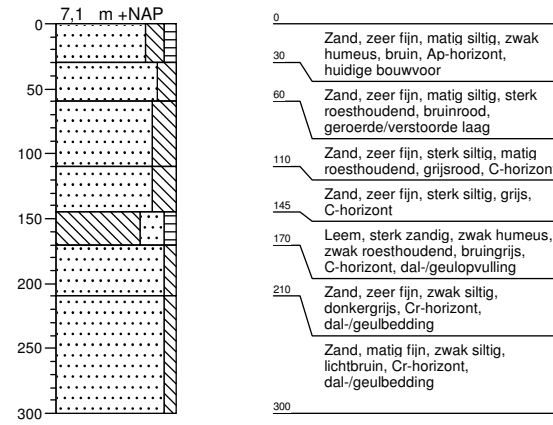 7,1 m +NAP
0
50
100
150
200
250
300
0
Zand, zeer fijn, matig siltig, zwak
humeus, bruin, Ap-horizont,
huidige bouwvoor
30
Zand, zeer fijn, matig siltig, sterk
roesthoudend, bruinrood,
geroerde/verstoorde laag
60
Zand, zeer fijn, sterk siltig, matig
roesthoudend, grijsrood, C-horizon
110
Zand, zeer fijn, sterk siltig, grijs,
C-horizont
145
Leem, sterk zandig, zwak humeus,
zwak roesthoudend, bruingrijs,
C-horizont, dal-/geulopvulling
170
Zand, zeer fijn, zwak siltig,
donkergrijs, Cr-horizont,
dal-/geulbedding
210
Zand, matig fijn, zwak siltig,
lichtbruin, Cr-horizont,
dal-/geulbedding
300